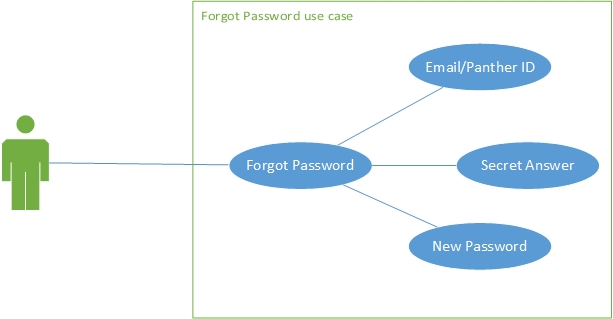 Forgot Password use case
Email/Panther ID
Forgot Password
Secret Answer
New Password